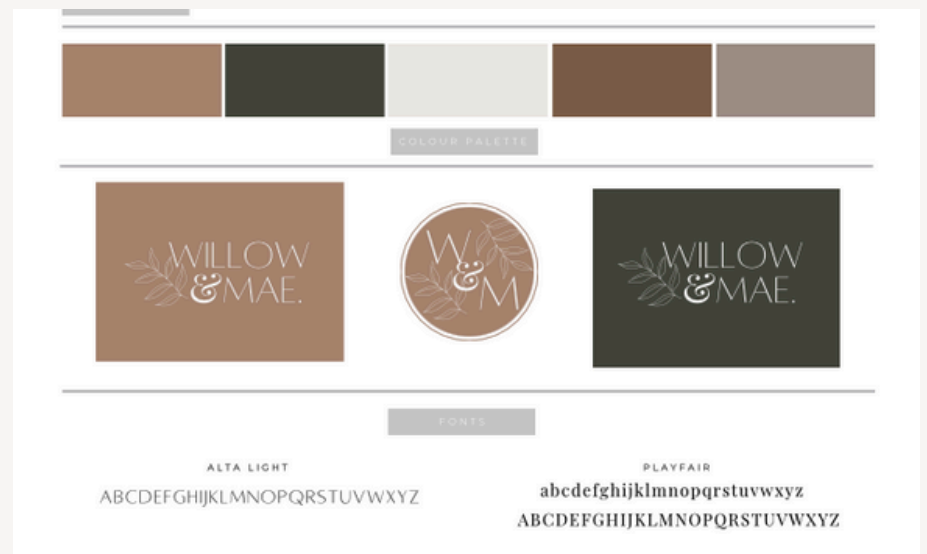 COLOUR PALETTE
WILLOW
& MAE.
W
&
M
WILLOW
& MAE.
FONTS
ALTA LIGHT
ABCDEFGHIJKLMNOPQRSTUVWXYZ
PLAYFAIR
abcdefghijklmnopqrstuvwxyz
ABCDEFGHIJKLMNOPQRSTUVWXYZ